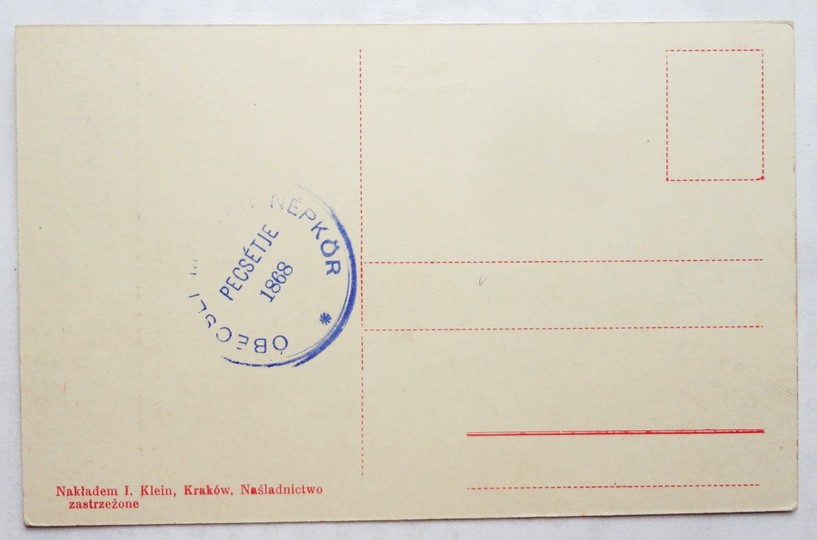 ÓBECSEI NÉPKÖR *
PECSÉTJE
1868
Nakładem I. Klein, Kraków. Naśladnictwo
zastrzeżone